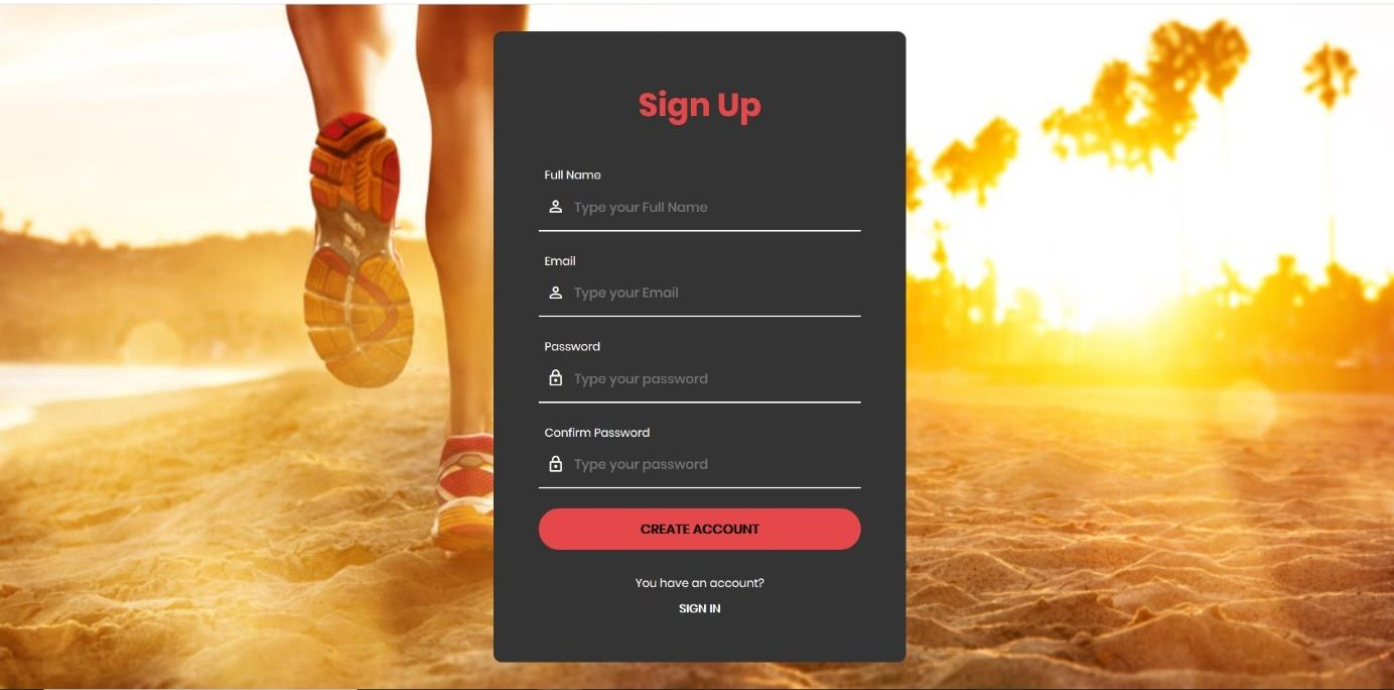 Sign Up
Full Name
Type your Full Name
Email
Type your Email
Password
Type your password
Confirm Password
Type your password
CREATE ACCOUNT
You have an account?
SIGN IN